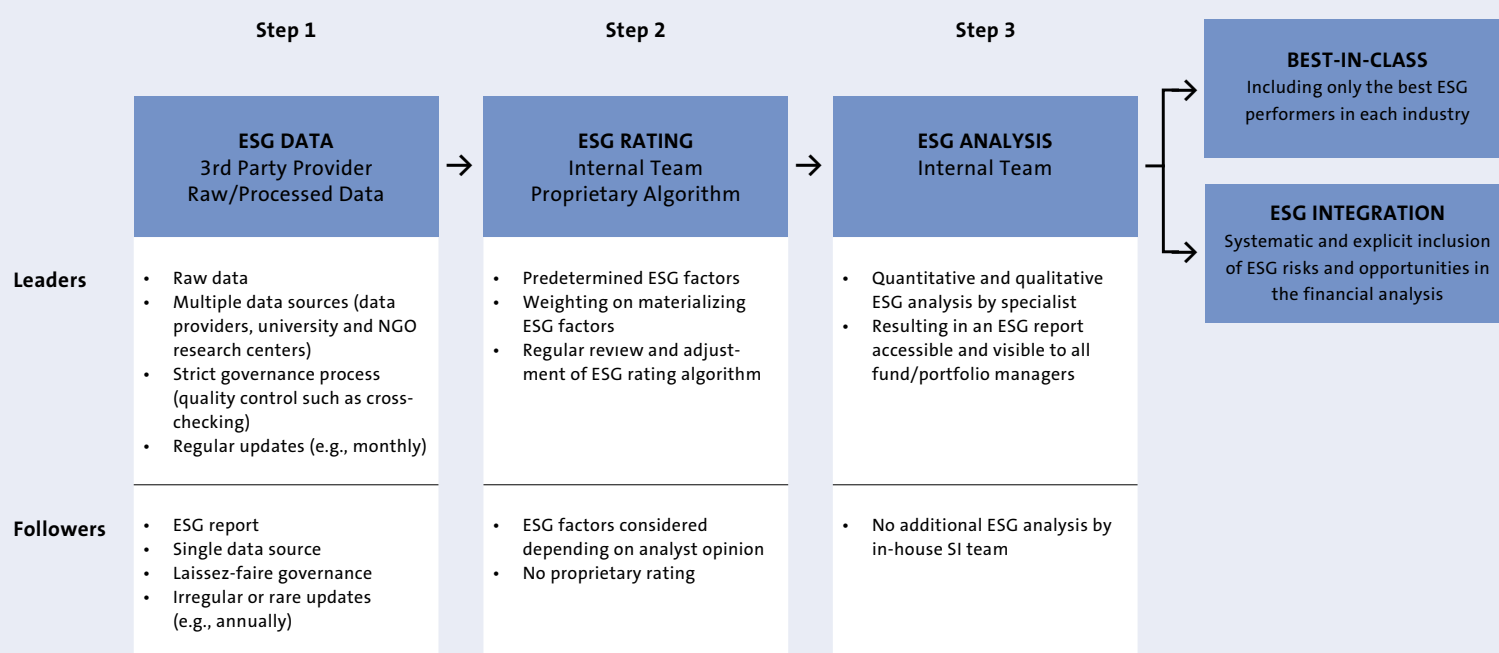 Step 1
Step 2
Step 3
ESG DATA
3rd Party Provider
Raw/Processed Data
ESG RATING
Internal Team
Proprietary Algorithm
ESG ANALYSIS
Internal Team
BEST-IN-CLASS
Including only the best ESG
performers in each industry
ESG INTEGRATION
Systematic and explicit inclusion
of ESG risks and opportunities in
the financial analysis
Leaders
• Raw data
• Multiple data sources (data
providers, university and NGO
research centers)
• Strict governance process
(quality control such as cross-
checking)
• Regular updates (e.g., monthly)
• Predetermined ESG factors
• Weighting on materializing
ESG factors
• Regular review and adjust-
ment of ESG rating algorithm
• Quantitative and qualitative
ESG analysis by specialist
• Resulting in an ESG report
accessible and visible to all
fund/portfolio managers
Followers
• ESG report
• Single data source
• Laissez-faire governance
• Irregular or rare updates
(e.g., annually)
• ESG factors considered
depending on analyst opinion
• No proprietary rating
• No additional ESG analysis by
in-house SI team